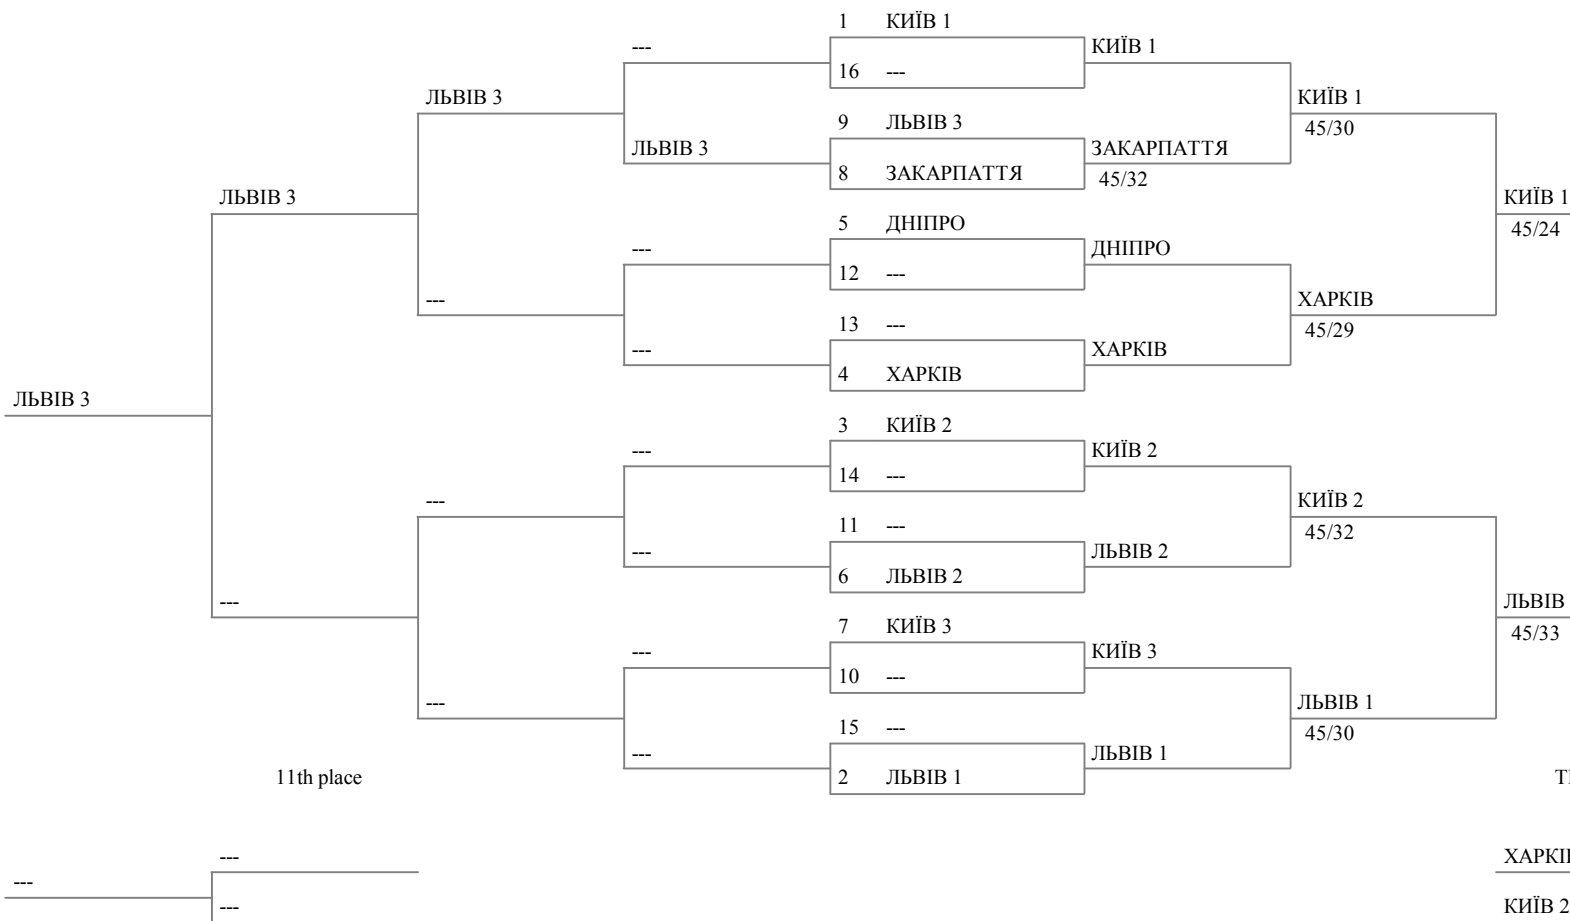 1 КИЇВ 1
--- КИЇВ 1
16 ---
ЛЬВІВ 3 КИЇВ 1
9 ЛЬВІВ 3 45/30
ЛЬВІВ 3 ЗАКАРПАТТЯ
8 ЗАКАРПАТТЯ 45/32
ЛЬВІВ 3 КИЇВ 1
5 ДНІПРО 45/24
--- ДНІПРО
12 ---
--- ХАРКІВ
13 --- 45/29
--- ХАРКІВ
4 ХАРКІВ
ЛЬВІВ 3
3 КИЇВ 2
--- КИЇВ 2
14 ---
--- КИЇВ 2
11 --- 45/32
--- ЛЬВІВ 2
6 ЛЬВІВ 2
--- ЛЬВІВ
7 КИЇВ 3 45/33
--- КИЇВ 3
10 ---
--- ЛЬВІВ 1
15 --- 45/30
--- ЛЬВІВ 1
11th place 2 ЛЬВІВ 1
--- 
---
КИЇВ 2
---